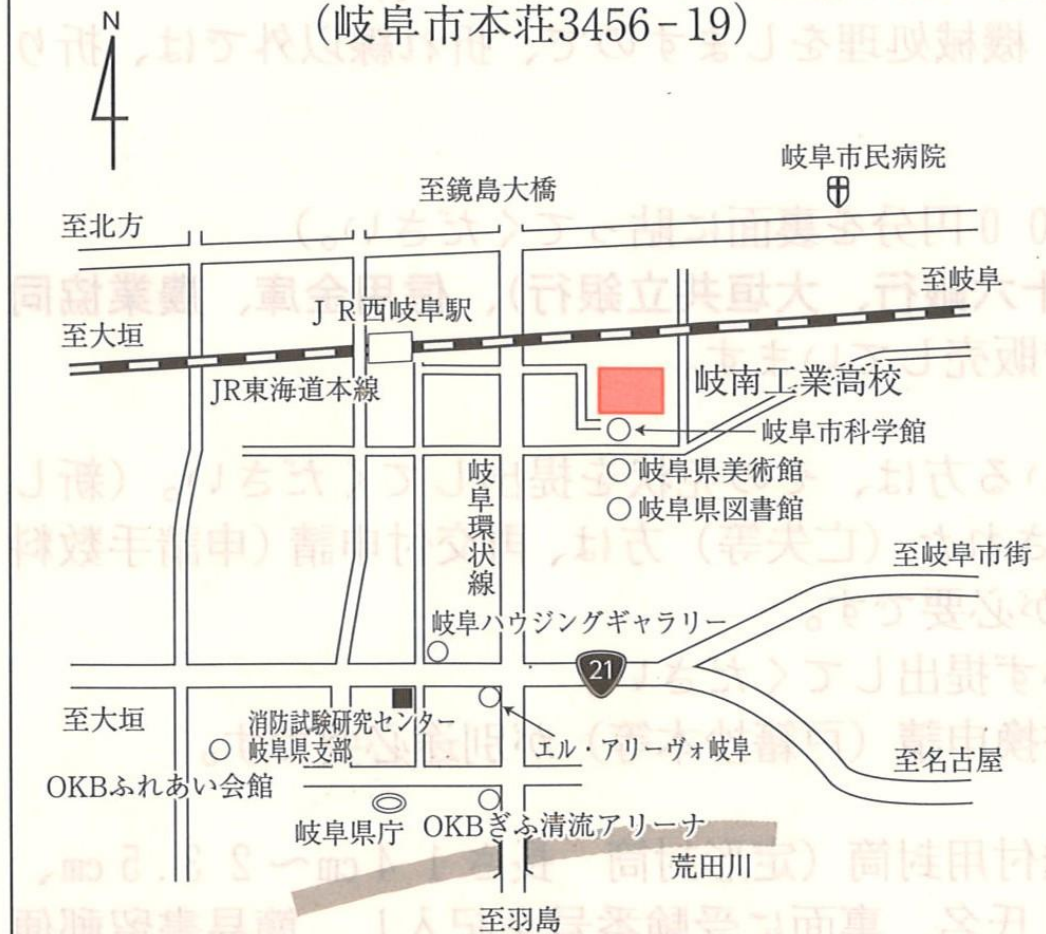 (岐阜市本荘3456-19)
N
岐阜市民病院
至鏡島大橋
至北方
至岐阜
JR西岐阜駅
至大垣
JR東海道本線
岐南工業高校
岐阜市科学館
岐阜県美術館
岐阜県図書館
岐阜環状線
至岐阜市街
岐阜ハウジングギャラリー
21
至大垣
消防試験研究センター
岐阜県支部
エル・アリーヴォ岐阜
至名古屋
OKBふれあい会館
岐阜県庁
OKBぎふ清流アリーナ
荒田川
至羽島